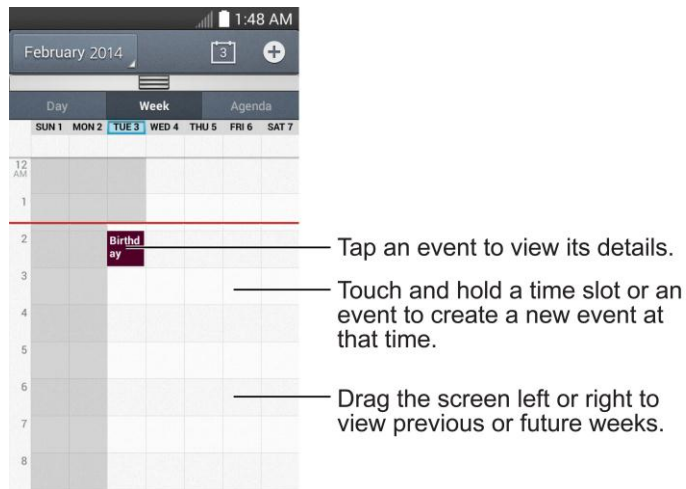 1:48 AM
February 2014
3
Day Week Agenda
SUN 1 MON 2 TUE 3 WED 4 THU 5 FRI 6 SAT 7
12
AM
1
2
Birthd
ay
Tap an event to view its details.
3
Touch and hold a time slot or an
event to create a new event at
that time.
4
5
6
Drag the screen left or right to
view previous or future weeks.
7
8